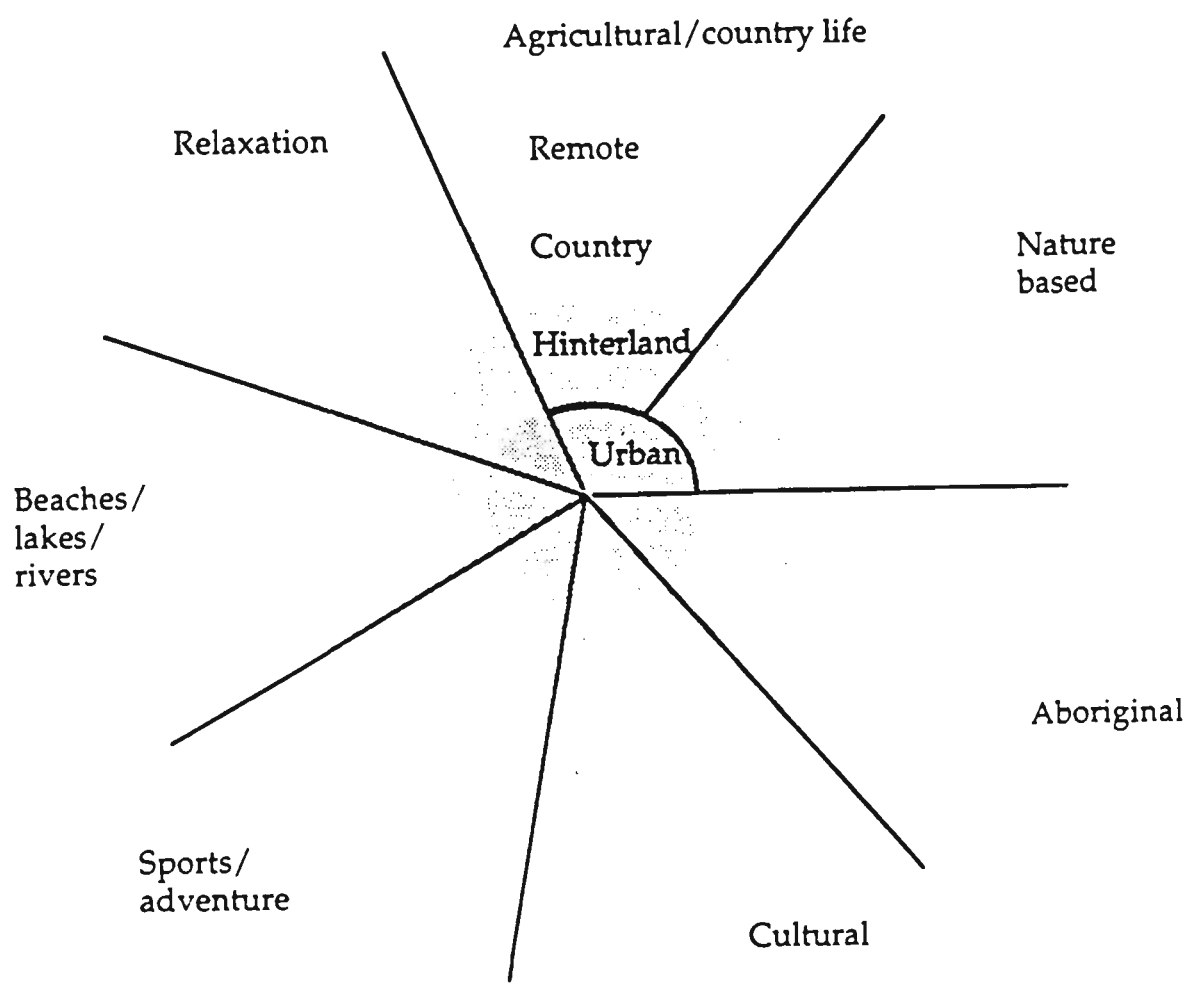 Agricultural/country life
Relaxation
Remote
Country
Nature
based
Hinterland
Urban
Beaches/
lakes/
rivers
Aboriginal
Sports/
adventure
Cultural